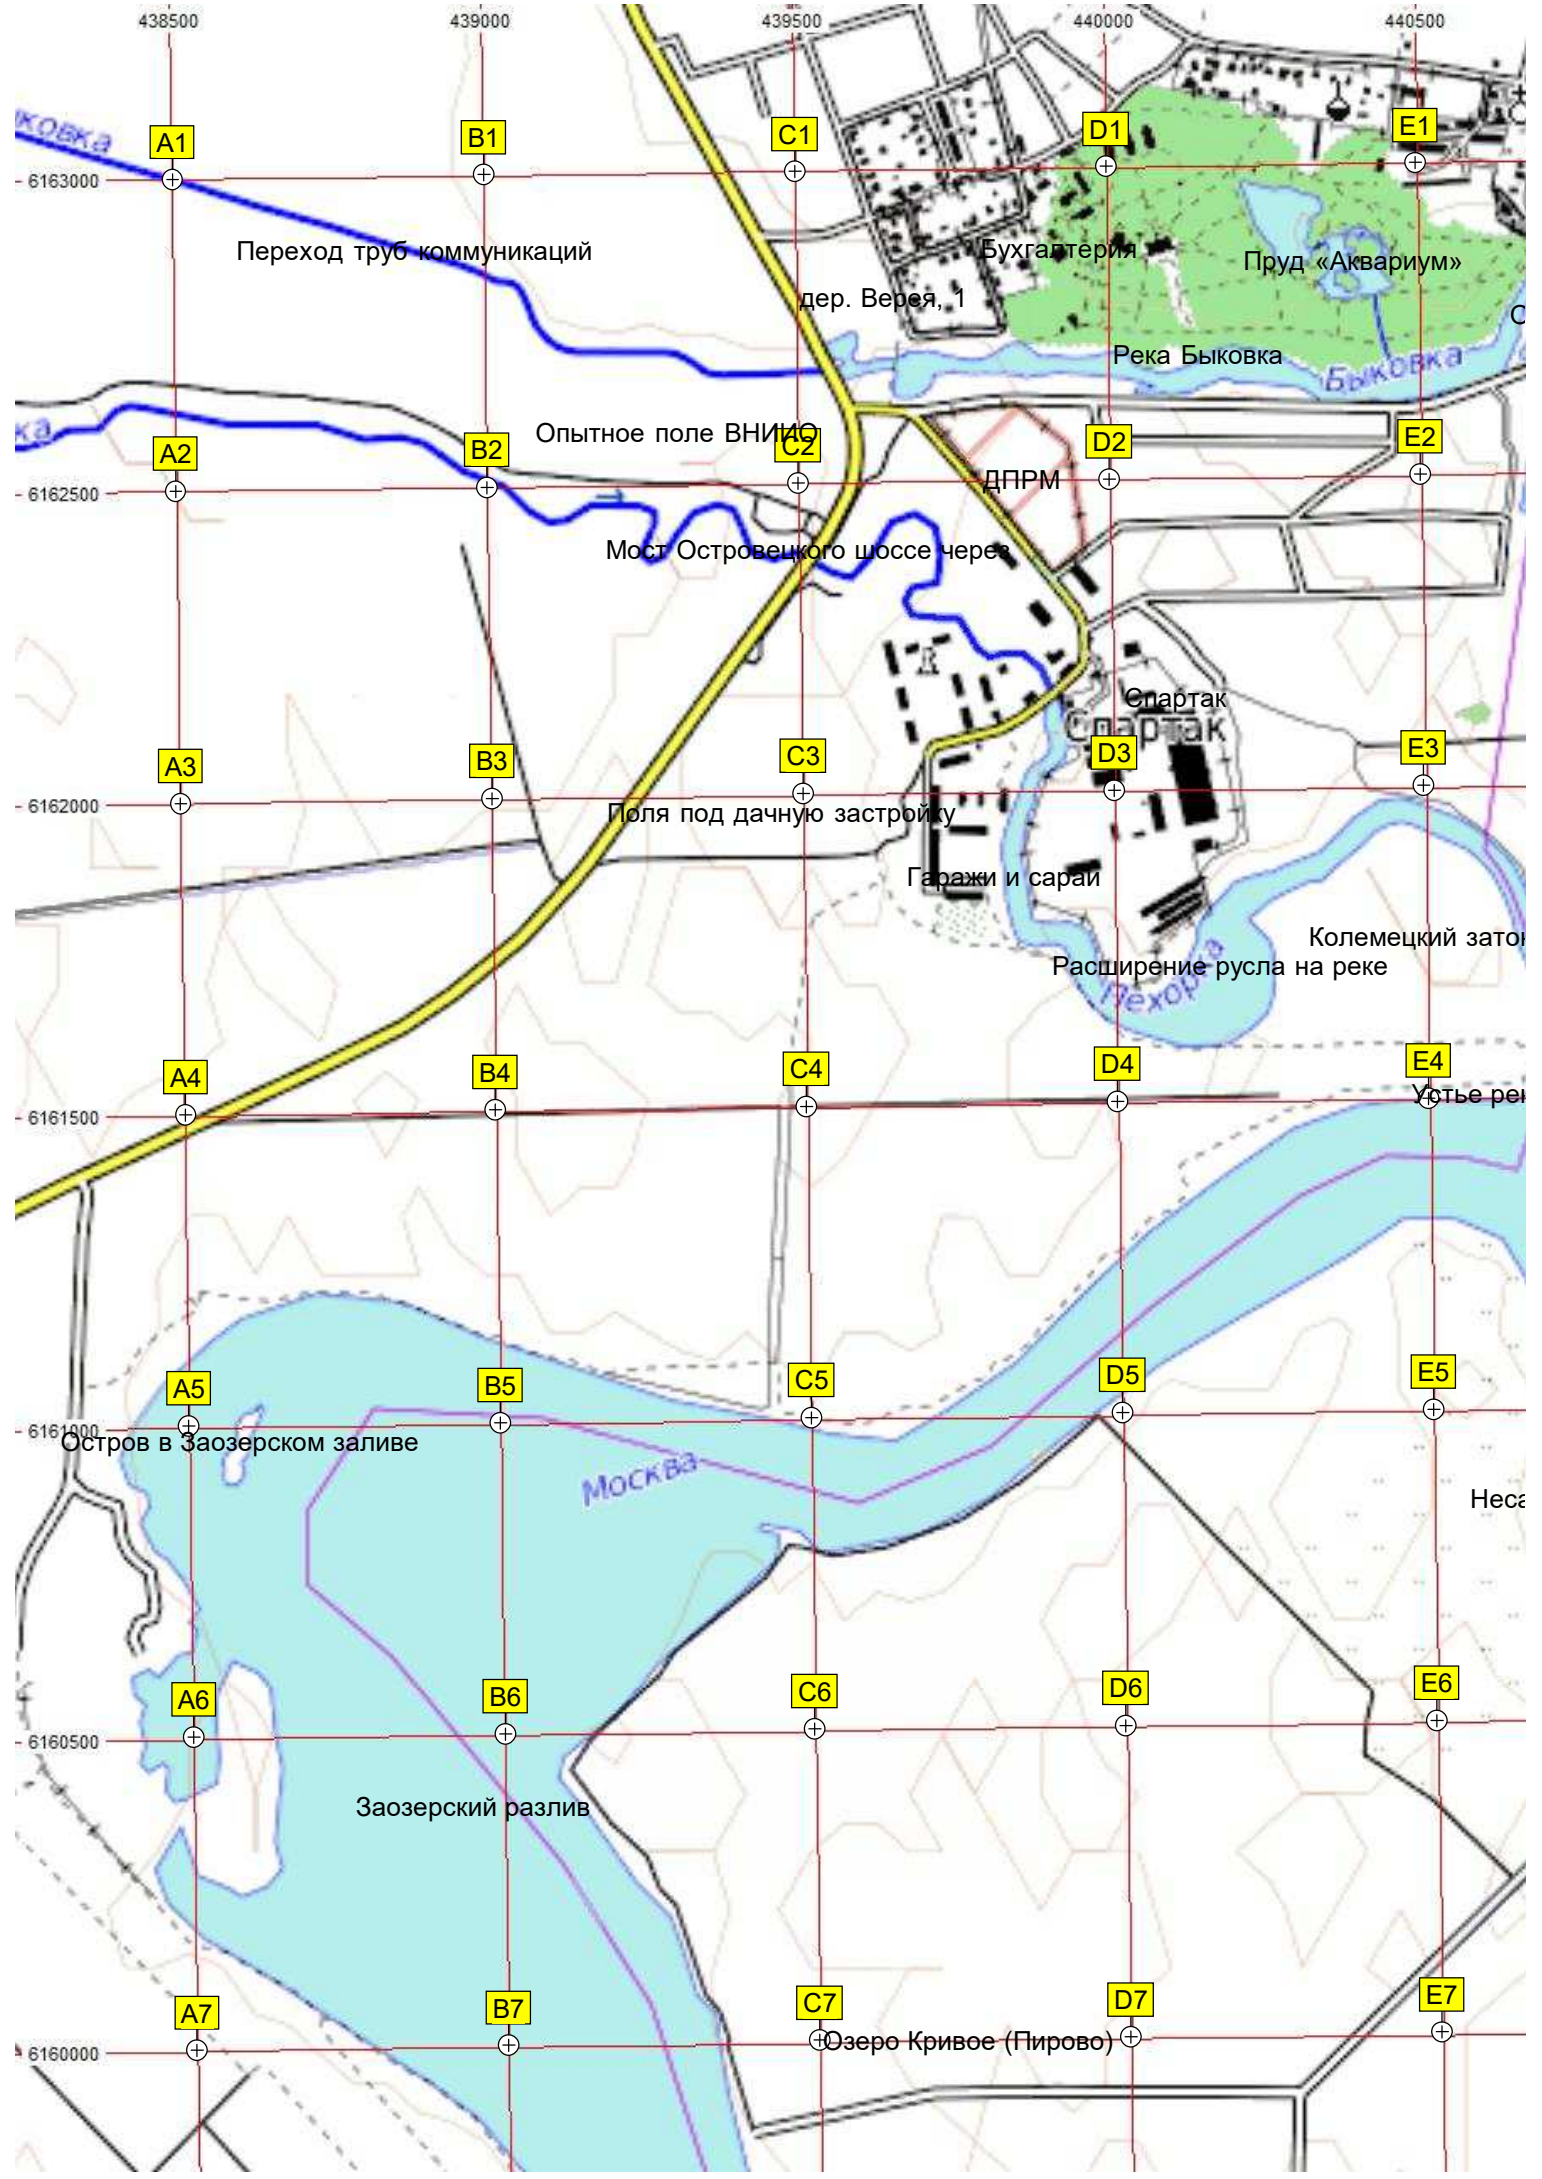 438500 439000 439500 440000 440500
ковка
A1 B1 C1 D1 E1
6163000
Переход труб коммуникаций
Бухгалтерия
Пруд «Аквариум»
дер. Верея, 1
С
Река Быковка
Быковка
ка
Опытное поле ВНИИО
A2 B2 C2 D2 E2
ДПРМ
6162500
Мост Островецкого шоссе через
Спартак
Спартак
A3 B3 C3 D3 E3
6162000
Поля под дачную застройку
Гаражи и сараи
Колемецкий затон
Расширение русла на реке
Пехорка
A4 B4 C4 D4 E4
Устье рек
6161500
A5 B5 C5 D5 E5
6161000
Остров в Заозерском заливе
Москва
Неса
A6 B6 C6 D6 E6
6160500
Заозерский разлив
A7 B7 C7 D7 E7
Озеро Кривое (Пирово)
6160000